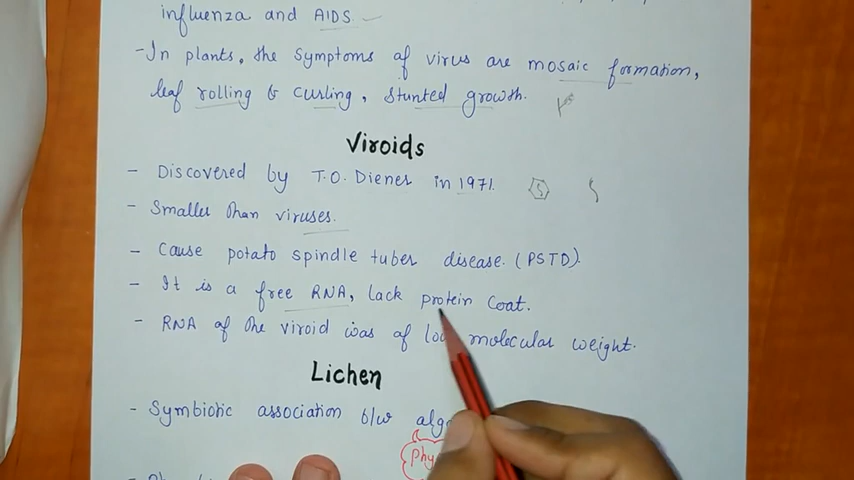 influenza and AIDS.
- In plants, the symptoms of virus are mosaic formation,
leaf rolling & curling, stunted growth.
Viroids
- Discovered by T.O. Diener in 1971.
- Smaller than viruses.
- Cause potato spindle tuber disease. (PSTD).
- It is a free RNA, lack protein coat.
- RNA of the viroid was of low molecular weight.
Lichen
- Symbiotic association b/w